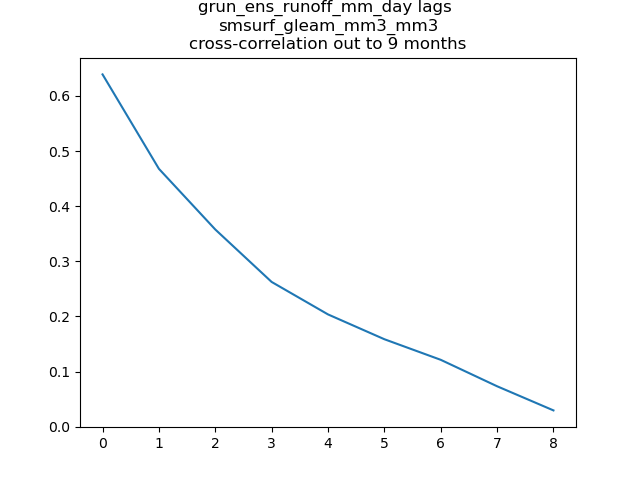 grun_ens_runoff_mm_day lags
smsurf_gleam_mm3_mm3
cross-correlation out to 9 months
0.6
0.5
0.4
0.3
0.2
0.1
0.0
0 1 2 3 4 5 6 7 8